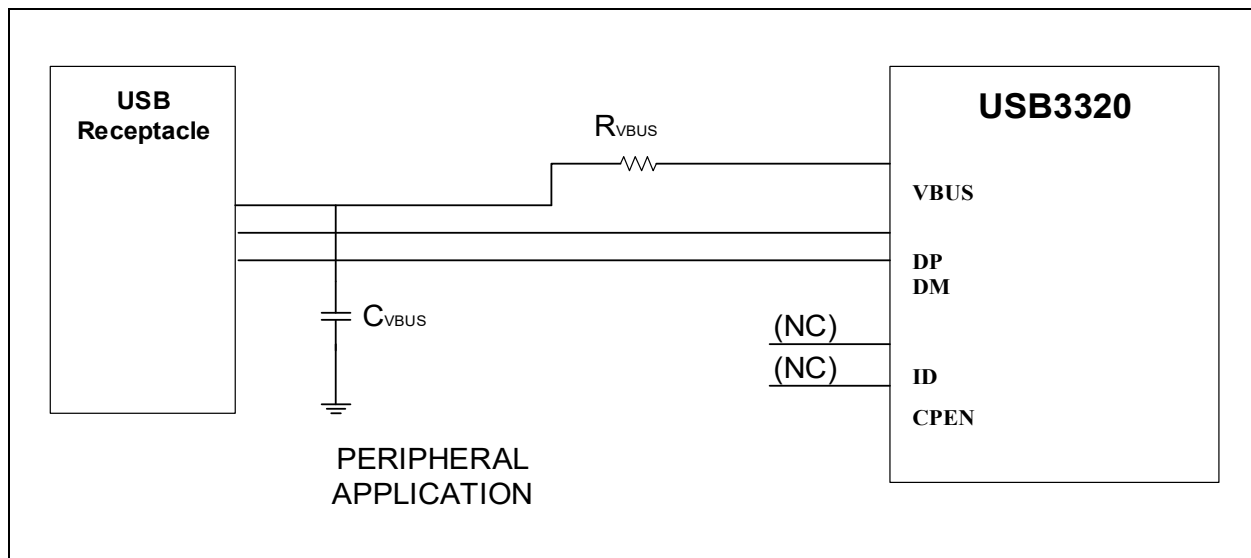 USB
Receptacle
RVBUS
USB3320
VBUS
DP
DM
CVBUS
(NC)
(NC)
ID
CPEN
PERIPHERAL
APPLICATION